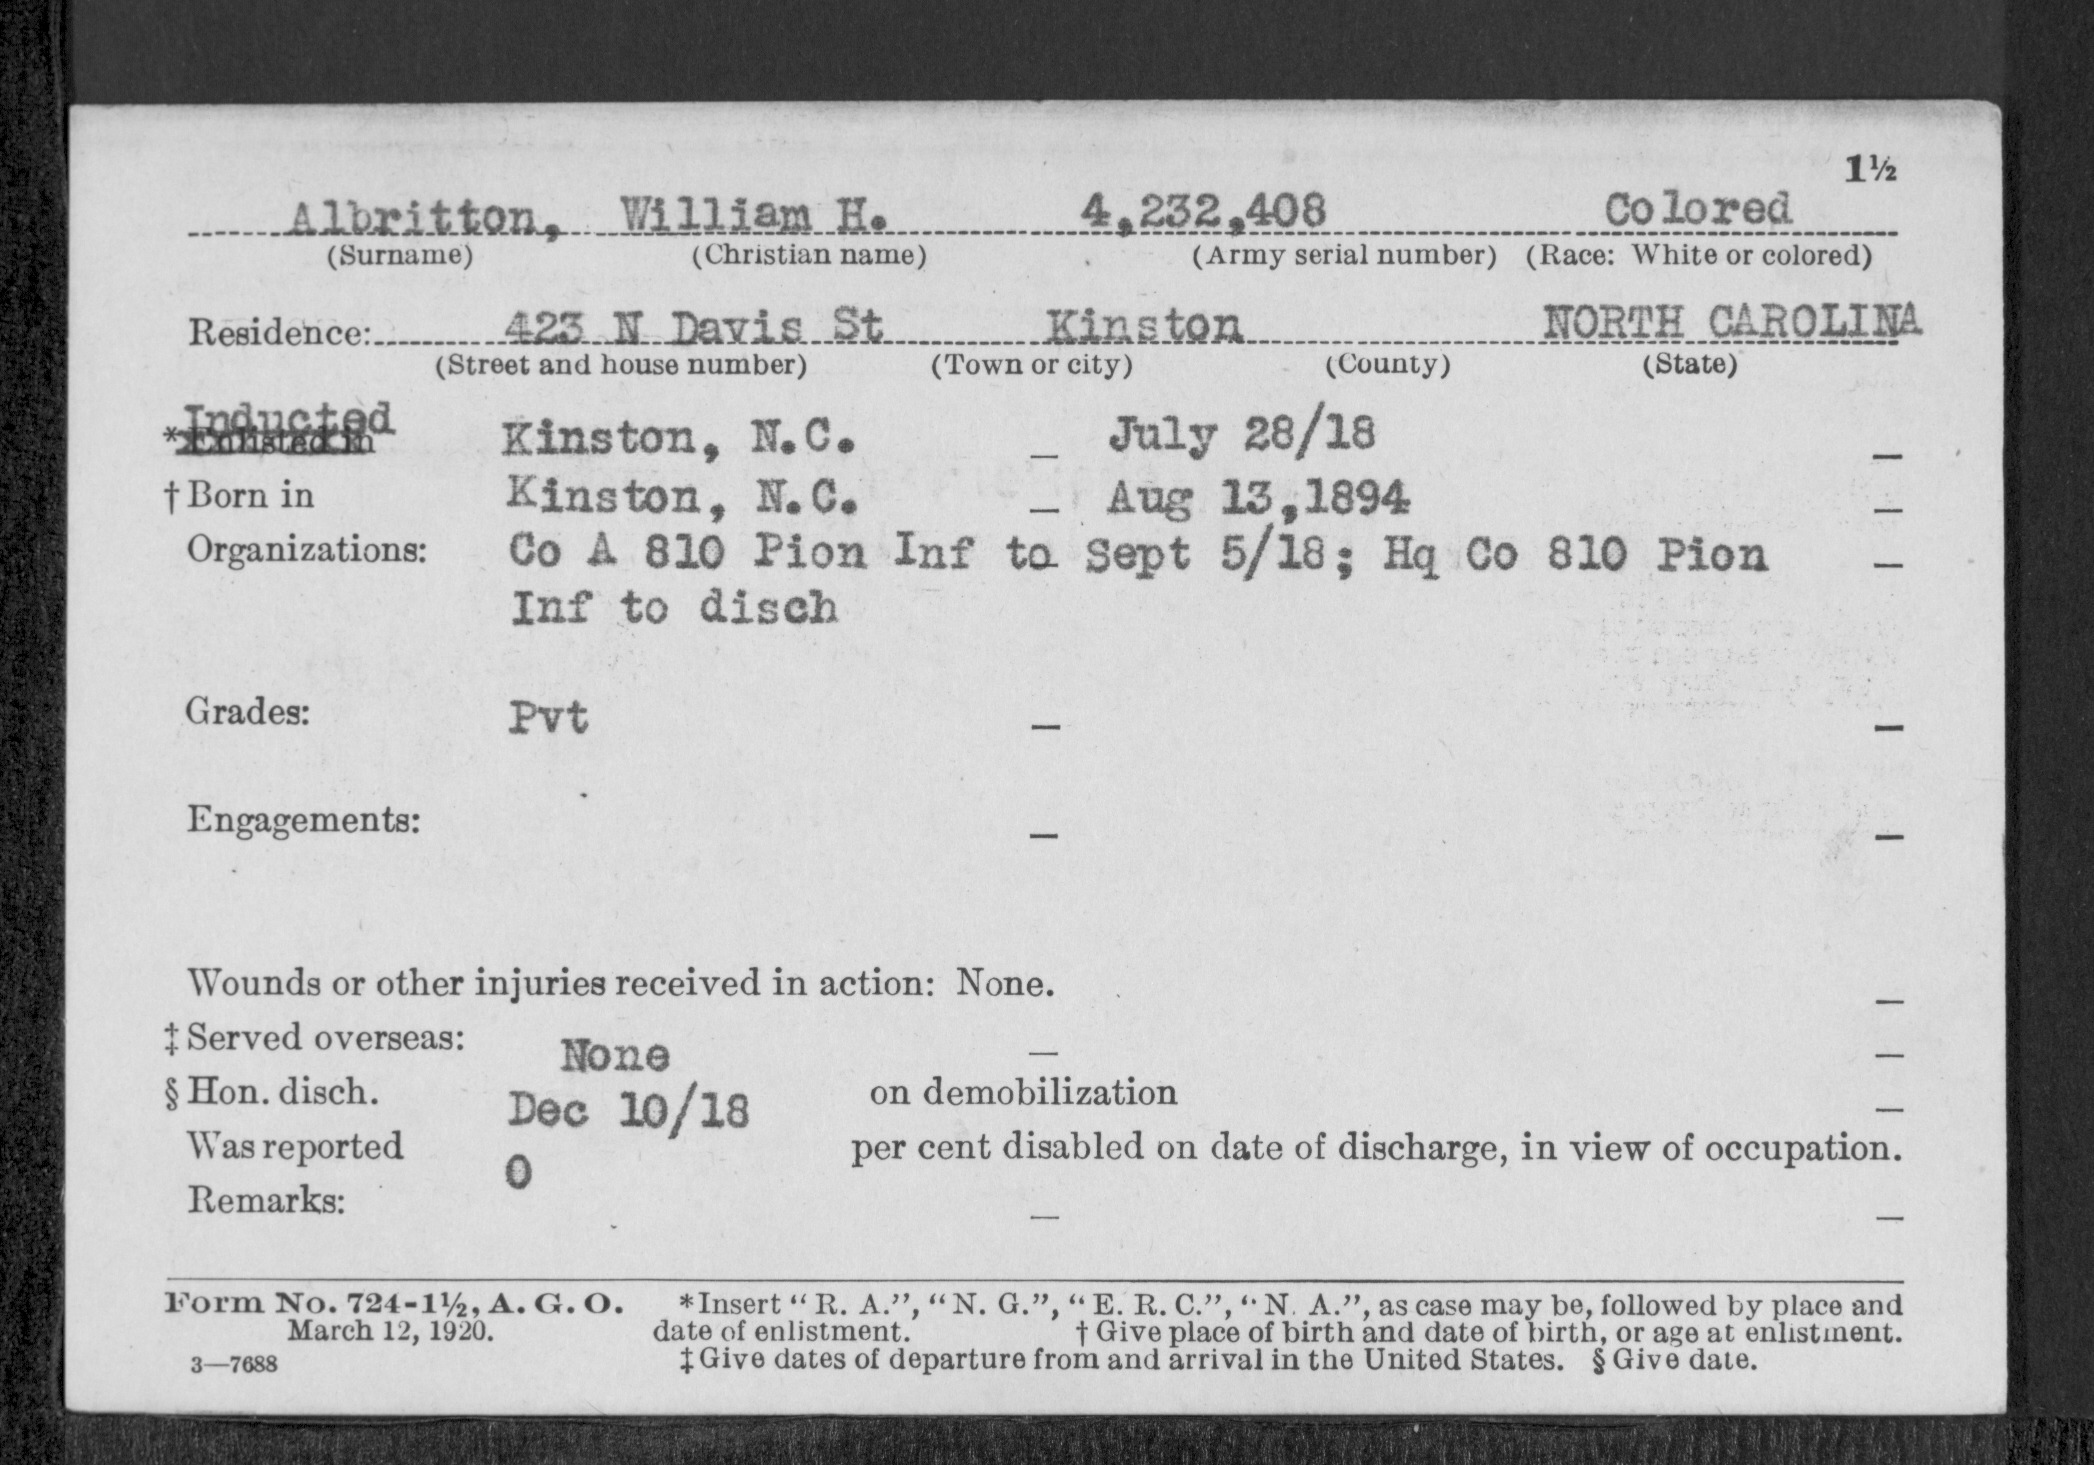 1½
Albritton, William H. 4,232,408 Colored
(Surname) (Christian name) (Army serial number) (Race: White or colored)
Residence: 423 N Davis St Kinston NORTH CAROLINA
(Street and house number) (Town or city) (County) (State)
Inducted
*Enlisted in Kinston, N.C. – July 28/18 –
†Born in Kinston, N.C. – Aug 13,1894 –
Organizations: Co A 810 Pion Inf to Sept 5/18; Hq Co 810 Pion –
Inf to disch
Grades: Pvt – –
Engagements: – –
Wounds or other injuries received in action: None. –
‡Served overseas: None – –
§Hon. disch. Dec 10/18 on demobilization –
Was reported 0 per cent disabled on date of discharge, in view of occupation.
Remarks: – –
Form No. 724-1½, A. G. O. *Insert “R. A.”, “N. G.”, “E. R. C.”, “N. A.”, as case may be, followed by place and
March 12, 1920. date of enlistment. †Give place of birth and date of birth, or age at enlistment.
3—7688 ‡Give dates of departure from and arrival in the United States. §Give date.